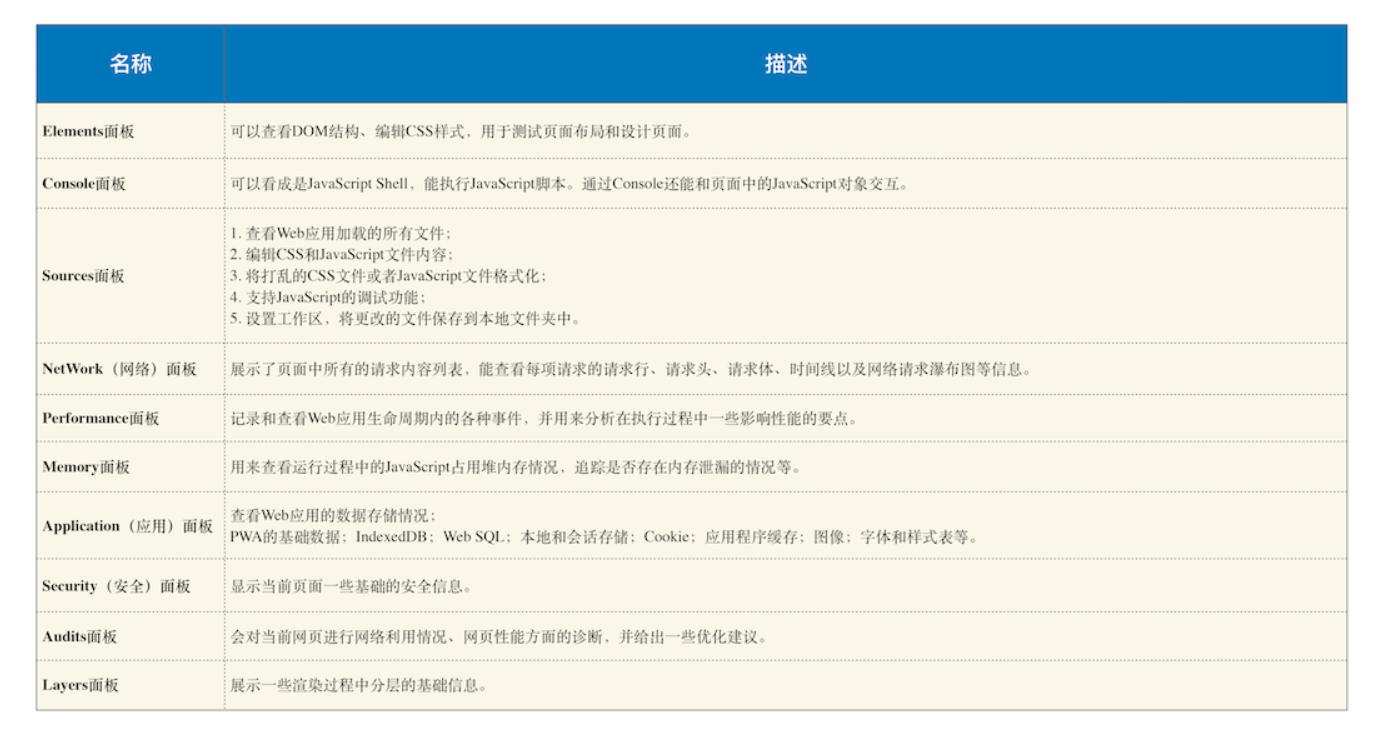 名称
描述
Elements面板
可以查看DOM结构、编辑CSS样式，用于测试页面布局和设计页面。
Console面板
可以看成是JavaScript Shell，能执行JavaScript脚本。通过Console还能和页面中的JavaScript对象交互。
Sources面板
1. 查看Web应用加载的所有文件；
2. 编辑CSS和JavaScript文件内容；
3. 将打乱的CSS文件或者JavaScript文件格式化；
4. 支持JavaScript的调试功能；
5. 设置工作区，将更改的文件保存到本地文件夹中。
NetWork（网络）面板
展示了页面中所有的请求内容列表，能查看每项请求的请求行、请求头、请求体、时间线以及网络请求瀑布图等信息。
Performance面板
记录和查看Web应用生命周期内的各种事件，并用来分析在执行过程中一些影响性能的要点。
Memory面板
用来查看运行过程中的JavaScript占用堆内存情况，追踪是否存在内存泄漏的情况等。
Application（应用）面板
查看Web应用的数据存储情况；
PWA的基础数据；IndexedDB；Web SQL；本地和会话存储；Cookie；应用程序缓存；图像；字体和样式表等。
Security（安全）面板
显示当前页面一些基础的安全信息。
Audits面板
会对当前网页进行网络利用情况、网页性能方面的诊断，并给出一些优化建议。
Layers面板
展示一些渲染过程中分层的基础信息。